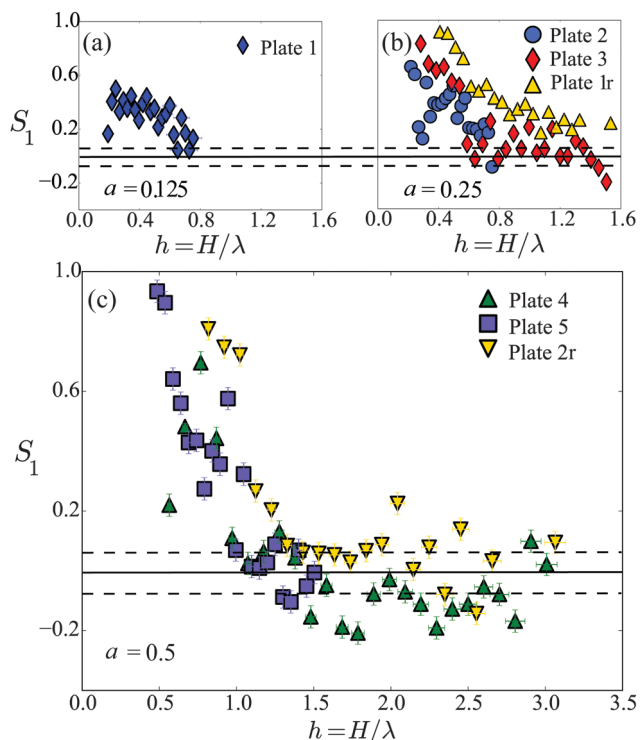 (a)
Plate 1
1.0
0.6
0.2
−0.2
S₁
a = 0.125
0.0 0.4 0.8 1.2 1.6
h = H/λ
(b)
Plate 2
Plate 3
Plate 1r
a = 0.25
0.0 0.4 0.8 1.2 1.6
h = H/λ
(c)
Plate 4
Plate 5
Plate 2r
1.0
0.6
0.2
−0.2
S₁
a = 0.5
0.0 0.5 1.0 1.5 2.0 2.5 3.0 3.5
h = H/λ